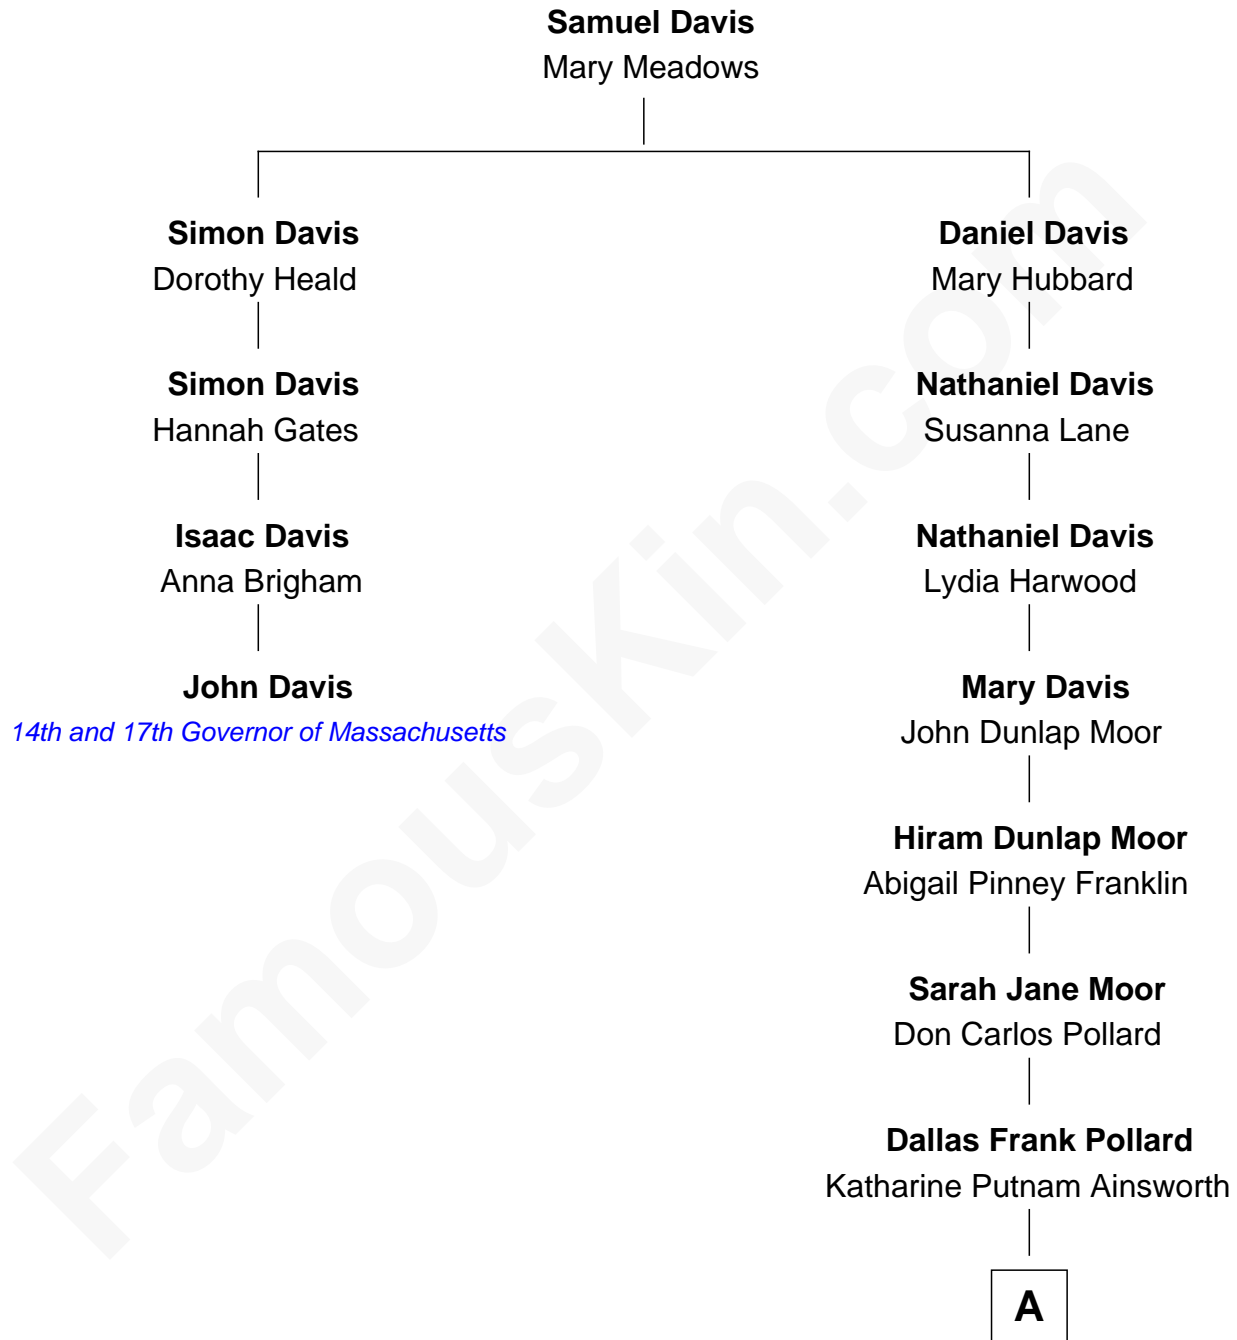 Samuel Davis
Mary Meadows
Simon Davis
Dorothy Heald
Daniel Davis
Mary Hubbard
Simon Davis
Hannah Gates
Nathaniel Davis
Susanna Lane
Isaac Davis
Anna Brigham
Nathaniel Davis
Lydia Harwood
John Davis
14th and 17th Governor of Massachusetts
Mary Davis
John Dunlap Moor
Hiram Dunlap Moor
Abigail Pinney Franklin
Sarah Jane Moor
Don Carlos Pollard
Dallas Frank Pollard
Katharine Putnam Ainsworth
A
FamousKin.com